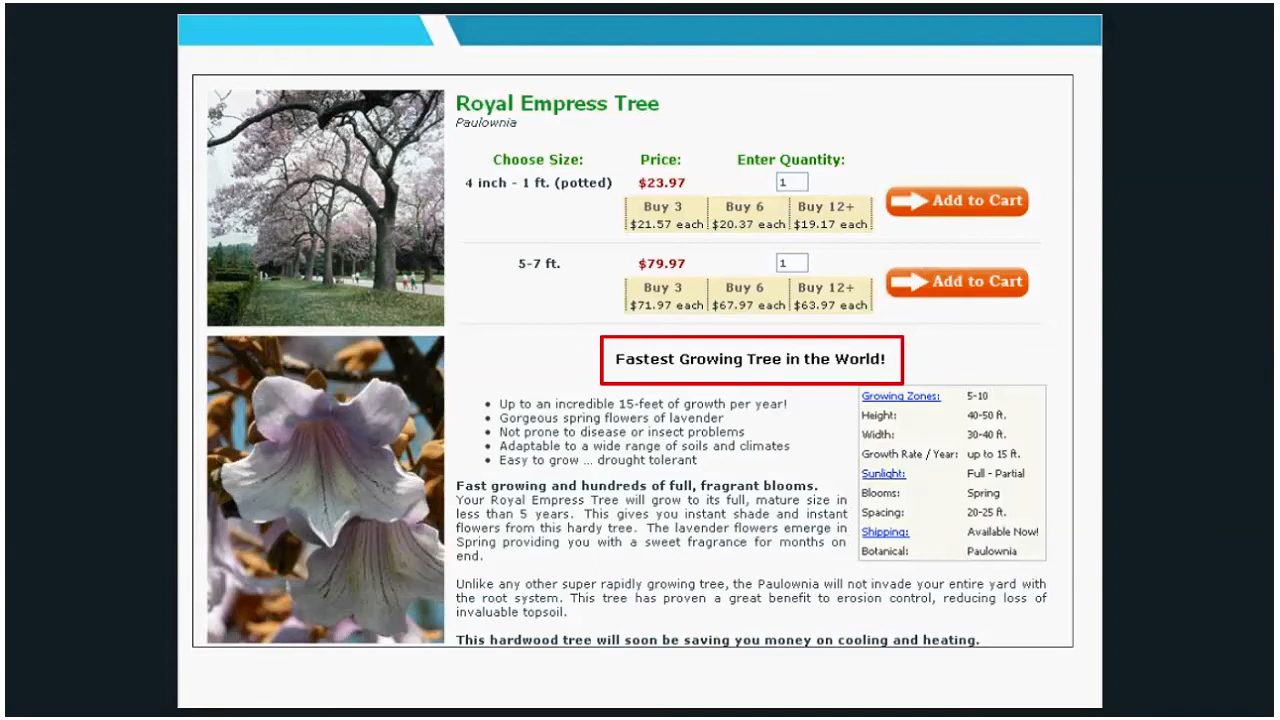 Royal Empress Tree
Paulownia
Choose Size: Price: Enter Quantity:
4 inch - 1 ft. (potted) $23.97 1
Buy 3 Buy 6 Buy 12+
$21.57 each $20.37 each $19.17 each
Add to Cart
5-7 ft. $79.97 1
Buy 3 Buy 6 Buy 12+
$71.97 each $67.97 each $63.97 each
Add to Cart
Fastest Growing Tree in the World!
• Up to an incredible 15-feet of growth per year!
• Gorgeous spring flowers of lavender
• Not prone to disease or insect problems
• Adaptable to a wide range of soils and climates
• Easy to grow ... drought tolerant
Growing Zones: 5-10
Height: 40-50 ft.
Width: 30-40 ft.
Growth Rate / Year: up to 15 ft.
Sunlight: Full - Partial
Blooms: Spring
Spacing: 20-25 ft.
Shipping: Available Now!
Botanical: Paulownia
Fast growing and hundreds of full, fragrant blooms.
Your Royal Empress Tree will grow to its full, mature size in
less than 5 years. This gives you instant shade and instant
flowers from this hardy tree. The lavender flowers emerge in
Spring providing you with a sweet fragrance for months on
end.
Unlike any other super rapidly growing tree, the Paulownia will not invade your entire yard with
the root system. This tree has proven a great benefit to erosion control, reducing loss of
invaluable topsoil.
This hardwood tree will soon be saving you money on cooling and heating.